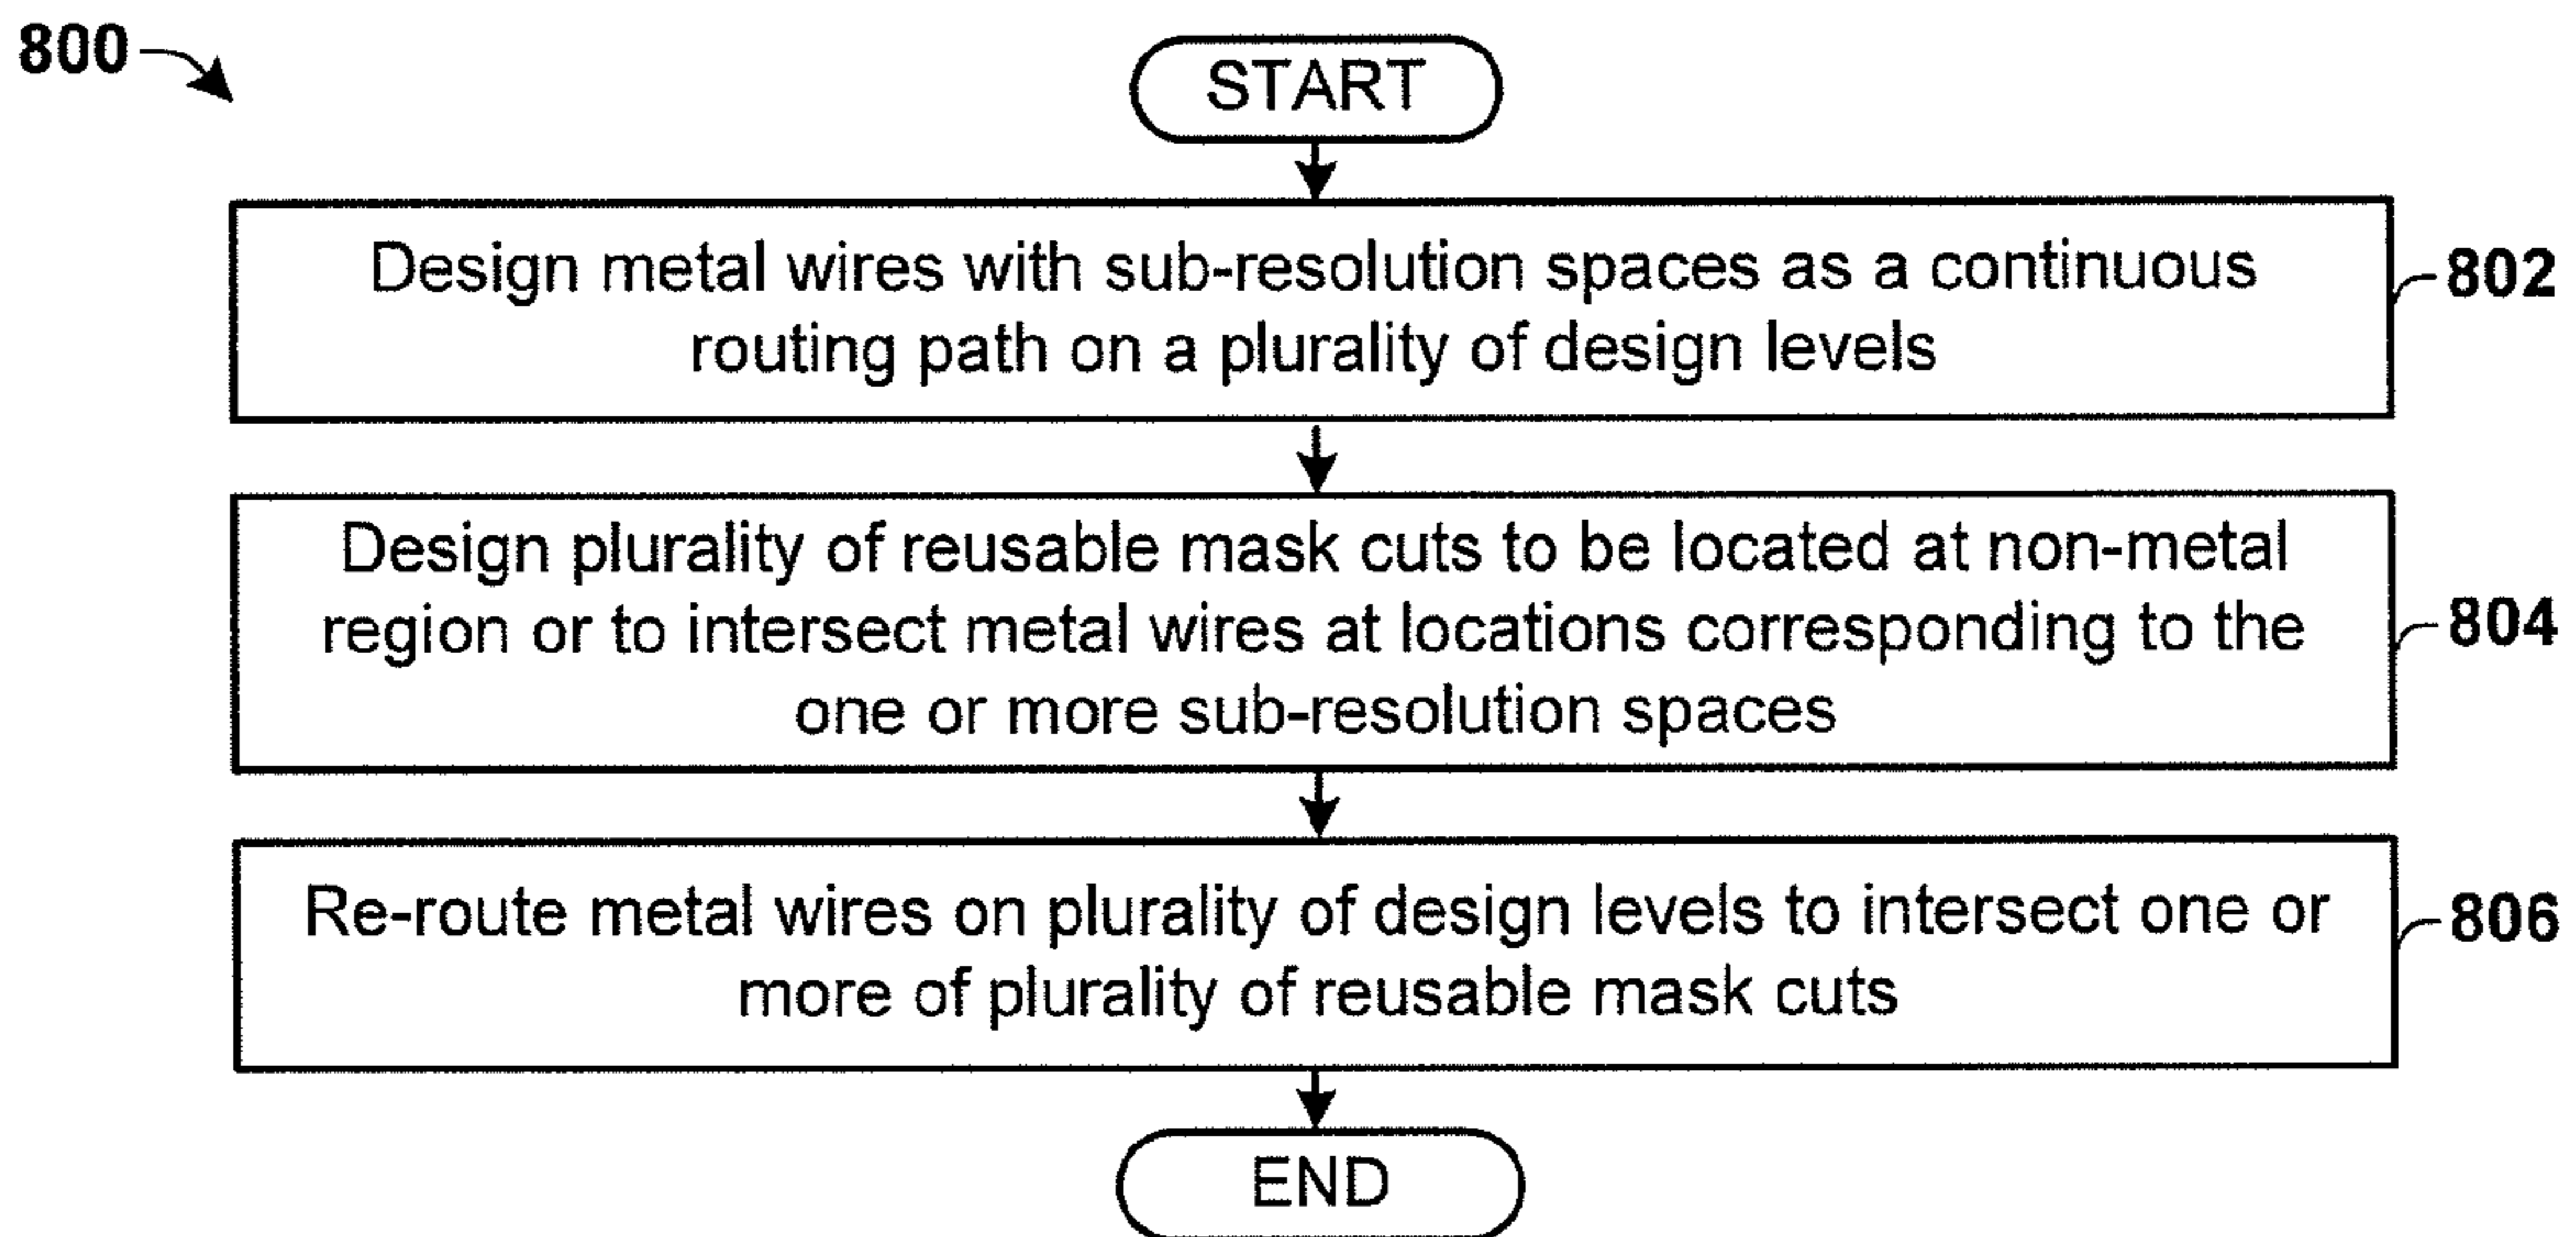 800
START
Design metal wires with sub-resolution spaces as a continuous
routing path on a plurality of design levels
802
Design plurality of reusable mask cuts to be located at non-metal
region or to intersect metal wires at locations corresponding to the
one or more sub-resolution spaces
804
Re-route metal wires on plurality of design levels to intersect one or
more of plurality of reusable mask cuts
806
END